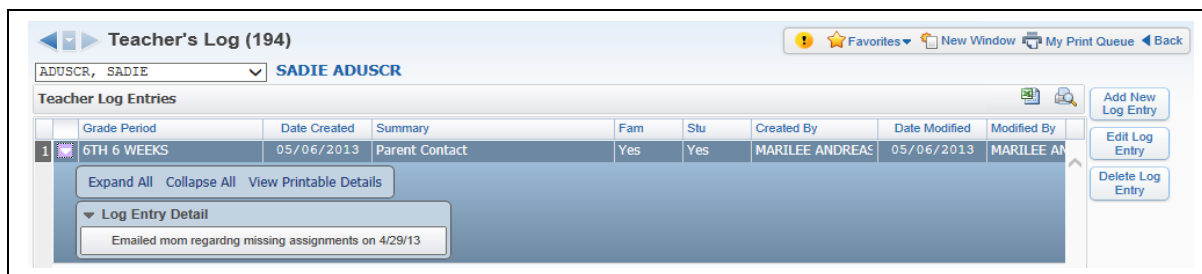 Teacher's Log (194)
Favorites New Window My Print Queue Back
ADUSCR, SADIE SADIE ADUSCR
Teacher Log Entries
Add New
Log Entry
Grade Period Date Created Summary Fam Stu Created By Date Modified Modified By
1 6TH 6 WEEKS 05/06/2013 Parent Contact Yes Yes MARILEE ANDREAS 05/06/2013 MARILEE AN
Edit Log
Entry
Expand All Collapse All View Printable Details
Delete Log
Entry
Log Entry Detail
Emailed mom regardng missing assignments on 4/29/13